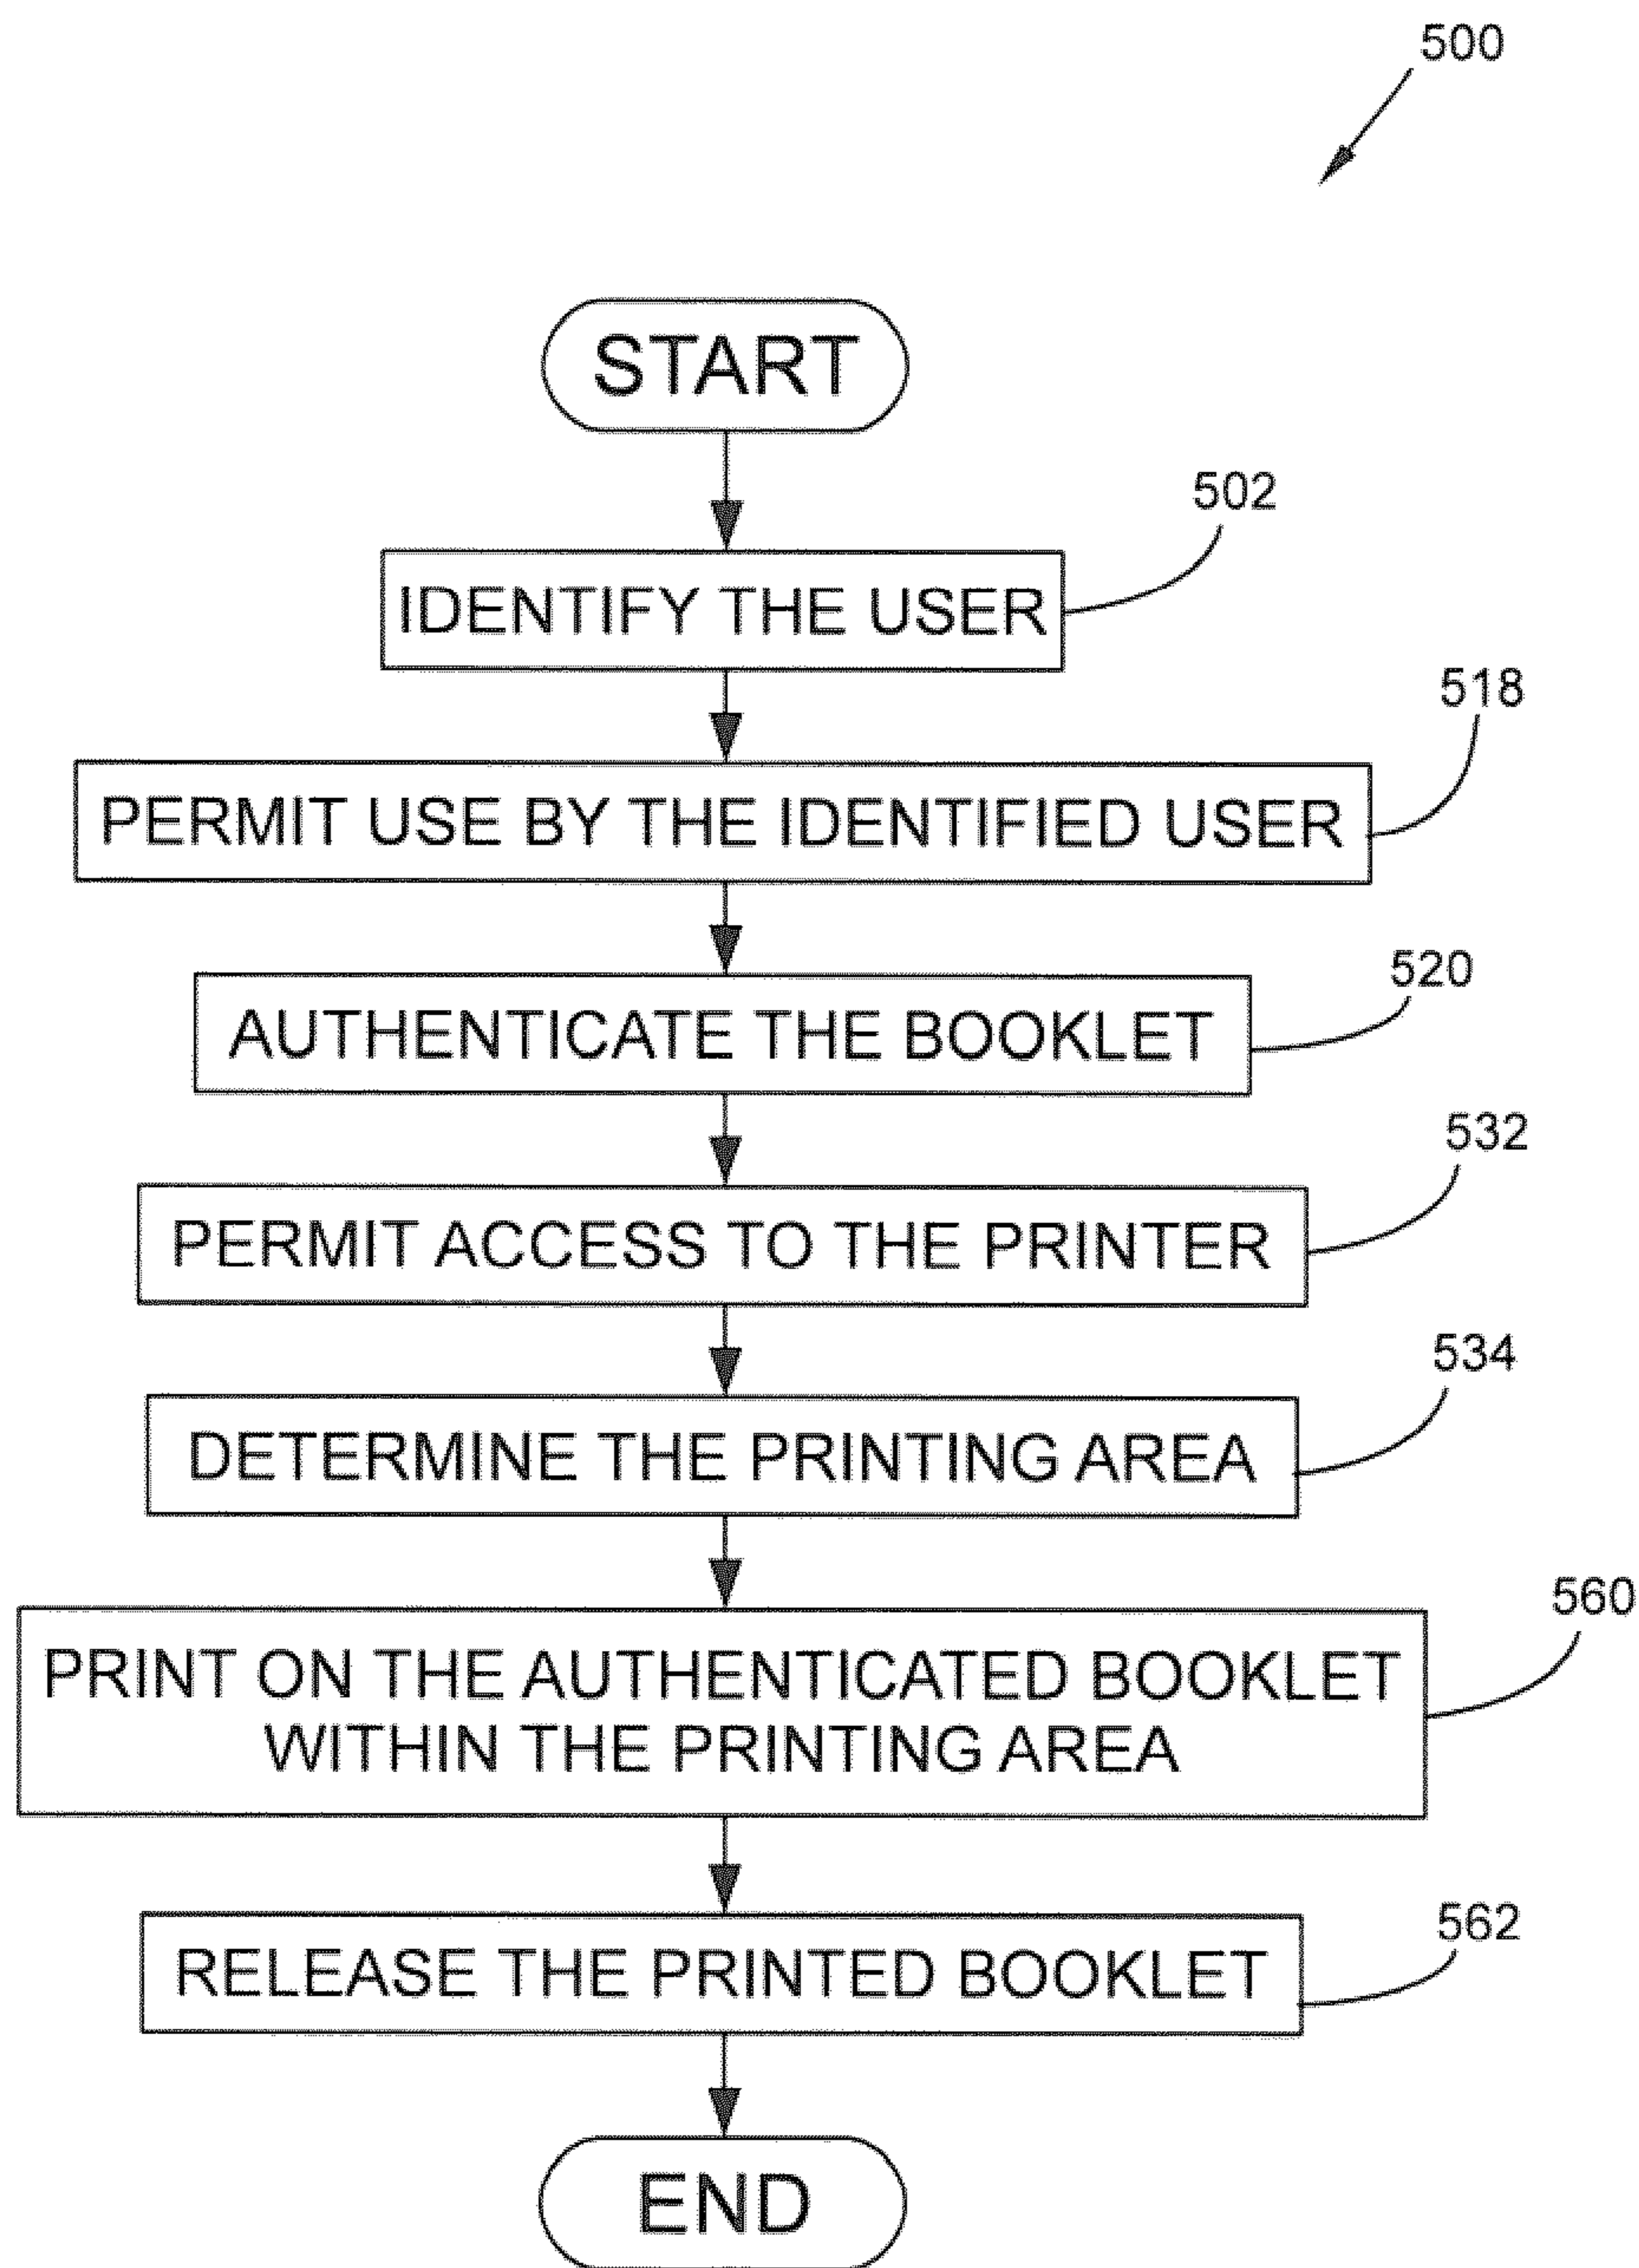 500
START
502
IDENTIFY THE USER
518
PERMIT USE BY THE IDENTIFIED USER
520
AUTHENTICATE THE BOOKLET
532
PERMIT ACCESS TO THE PRINTER
534
DETERMINE THE PRINTING AREA
560
PRINT ON THE AUTHENTICATED BOOKLET
WITHIN THE PRINTING AREA
562
RELEASE THE PRINTED BOOKLET
END